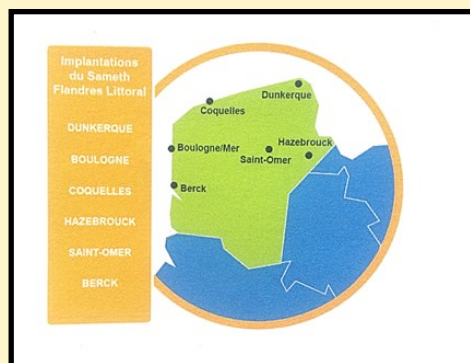 Implantations
du Sameth
Flandres Littoral
DUNKERQUE
BOULOGNE
COQUELLES
HAZEBROUCK
SAINT-OMER
BERCK
Dunkerque
Coquelles
Hazebrouck
Boulogne/Mer
Saint-Omer
Berck